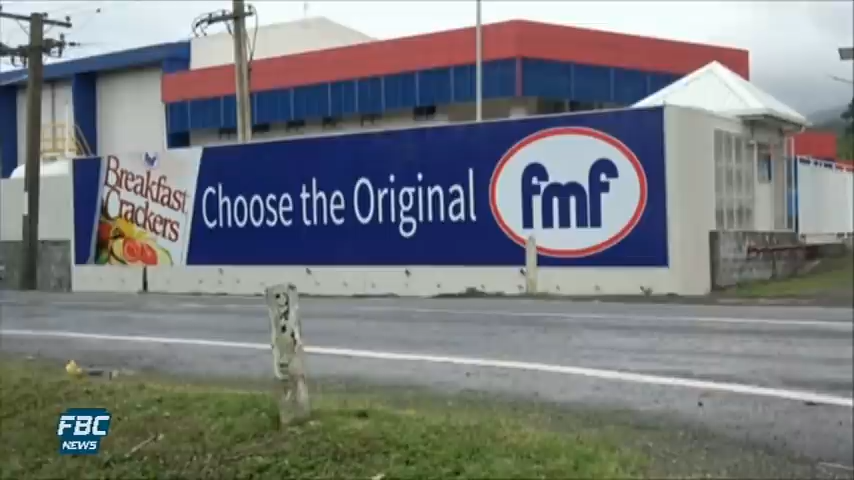 Breakfast
Crackers
Choose the Original
fmf
FBC
NEWS